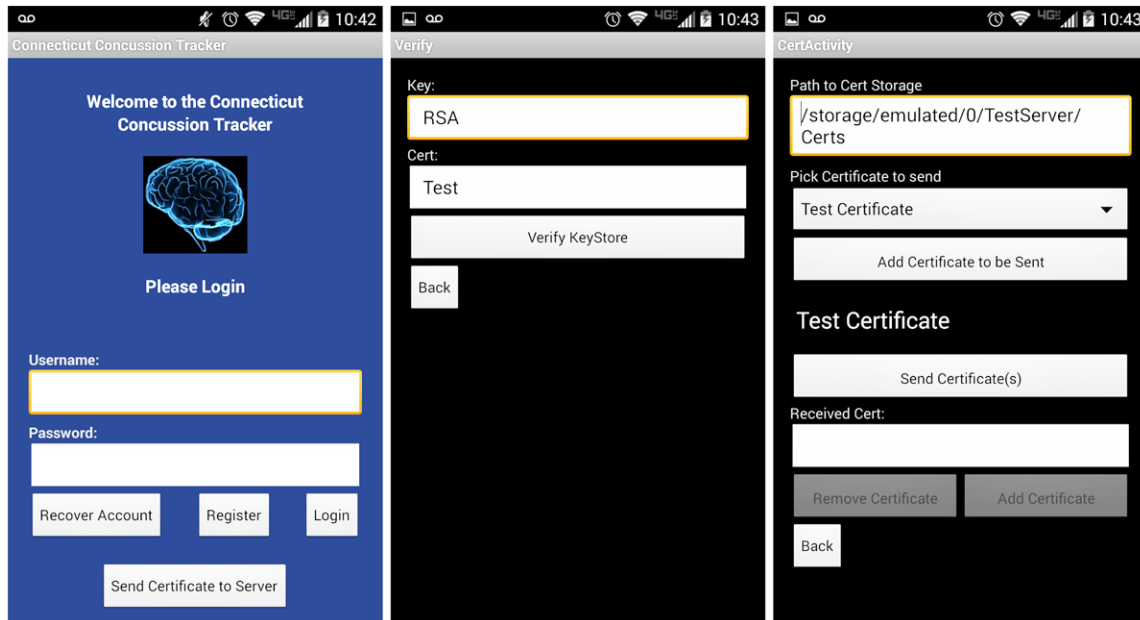 4G 10:42
Connecticut Concussion Tracker
Welcome to the Connecticut
Concussion Tracker
Please Login
Username:
Password:
Recover Account Register Login
Send Certificate to Server
4G 10:43
Verify
Key:
RSA
Cert:
Test
Verify KeyStore
Back
4G 10:43
CertActivity
Path to Cert Storage
/storage/emulated/0/TestServer/
Certs
Pick Certificate to send
Test Certificate
Add Certificate to be Sent
Test Certificate
Send Certificate(s)
Received Cert:
Remove Certificate Add Certificate
Back